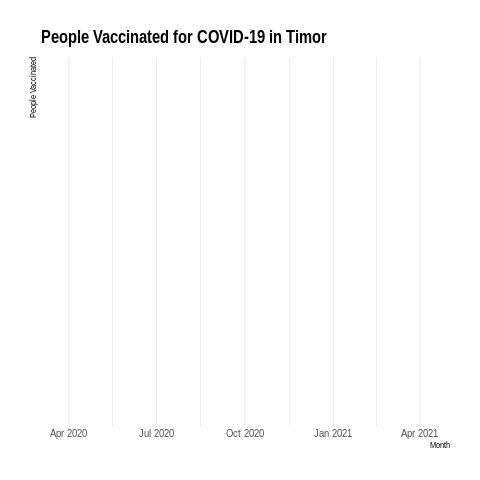 People Vaccinated for COVID-19 in Timor
People Vaccinated
Apr 2020
Jul 2020
Oct 2020
Jan 2021
Apr 2021
Month